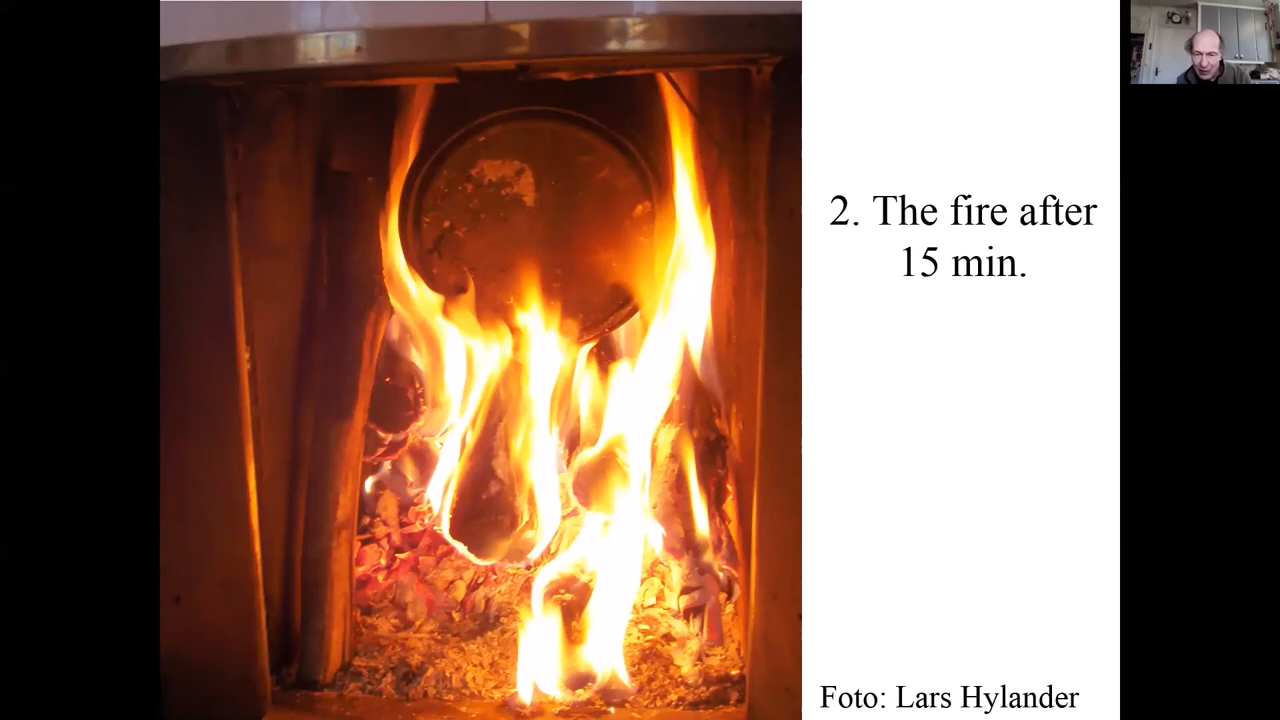 2. The fire after
15 min.
Foto: Lars Hylander